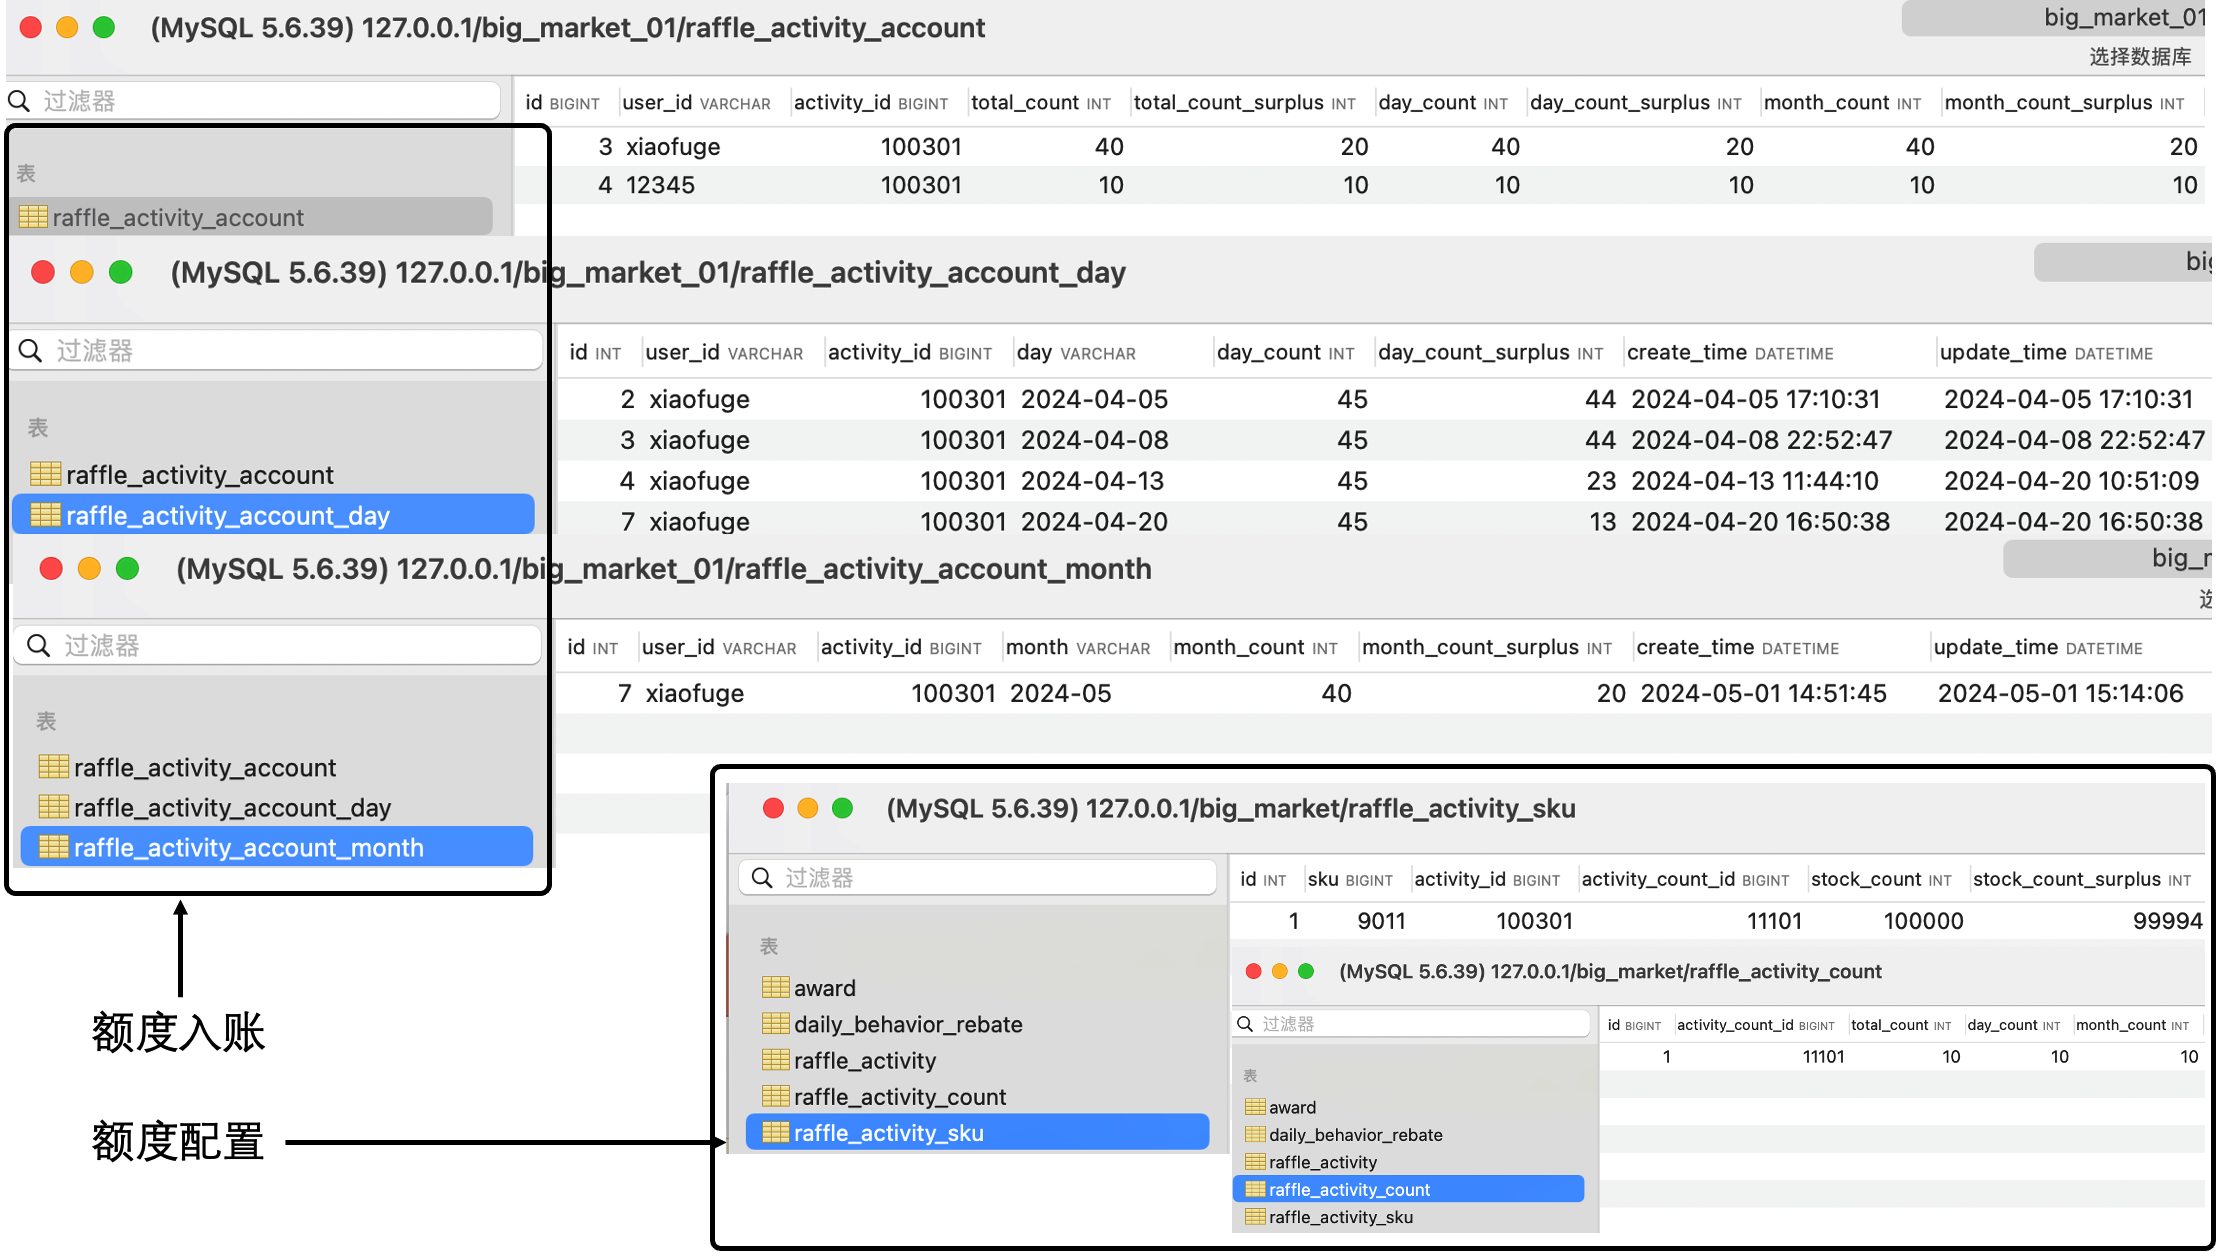 (MySQL 5.6.39) 127.0.0.1/big_market_01/raffle_activity_account
big_market_01
选择数据库
过滤器
id BIGINT user_id VARCHAR activity_id BIGINT total_count INT total_count_surplus INT day_count INT day_count_surplus INT month_count INT month_count_surplus INT
3 xiaofuge 100301 40 20 40 20 40 20
4 12345 100301 10 10 10 10 10 10
表
raffle_activity_account
(MySQL 5.6.39) 127.0.0.1/big_market_01/raffle_activity_account_day
big
过滤器
id INT user_id VARCHAR activity_id BIGINT day VARCHAR day_count INT day_count_surplus INT create_time DATETIME update_time DATETIME
2 xiaofuge 100301 2024-04-05 45 44 2024-04-05 17:10:31 2024-04-05 17:10:31
3 xiaofuge 100301 2024-04-08 45 44 2024-04-08 22:52:47 2024-04-08 22:52:47
4 xiaofuge 100301 2024-04-13 45 23 2024-04-13 11:44:10 2024-04-20 10:51:09
7 xiaofuge 100301 2024-04-20 45 13 2024-04-20 16:50:38 2024-04-20 16:50:38
表
raffle_activity_account
raffle_activity_account_day
(MySQL 5.6.39) 127.0.0.1/big_market_01/raffle_activity_account_month
big_m
选
过滤器
id INT user_id VARCHAR activity_id BIGINT month VARCHAR month_count INT month_count_surplus INT create_time DATETIME update_time DATETIME
7 xiaofuge 100301 2024-05 40 20 2024-05-01 14:51:45 2024-05-01 15:14:06
表
raffle_activity_account
raffle_activity_account_day
raffle_activity_account_month
额度入账
额度配置
(MySQL 5.6.39) 127.0.0.1/big_market/raffle_activity_sku
过滤器
id INT sku BIGINT activity_id BIGINT activity_count_id BIGINT stock_count INT stock_count_surplus INT
1 9011 100301 11101 100000 99994
表
award
daily_behavior_rebate
raffle_activity
raffle_activity_count
raffle_activity_sku
(MySQL 5.6.39) 127.0.0.1/big_market/raffle_activity_count
过滤器
id BIGINT activity_count_id BIGINT total_count INT day_count INT month_count INT
1 11101 10 10 10
表
award
daily_behavior_rebate
raffle_activity
raffle_activity_count
raffle_activity_sku